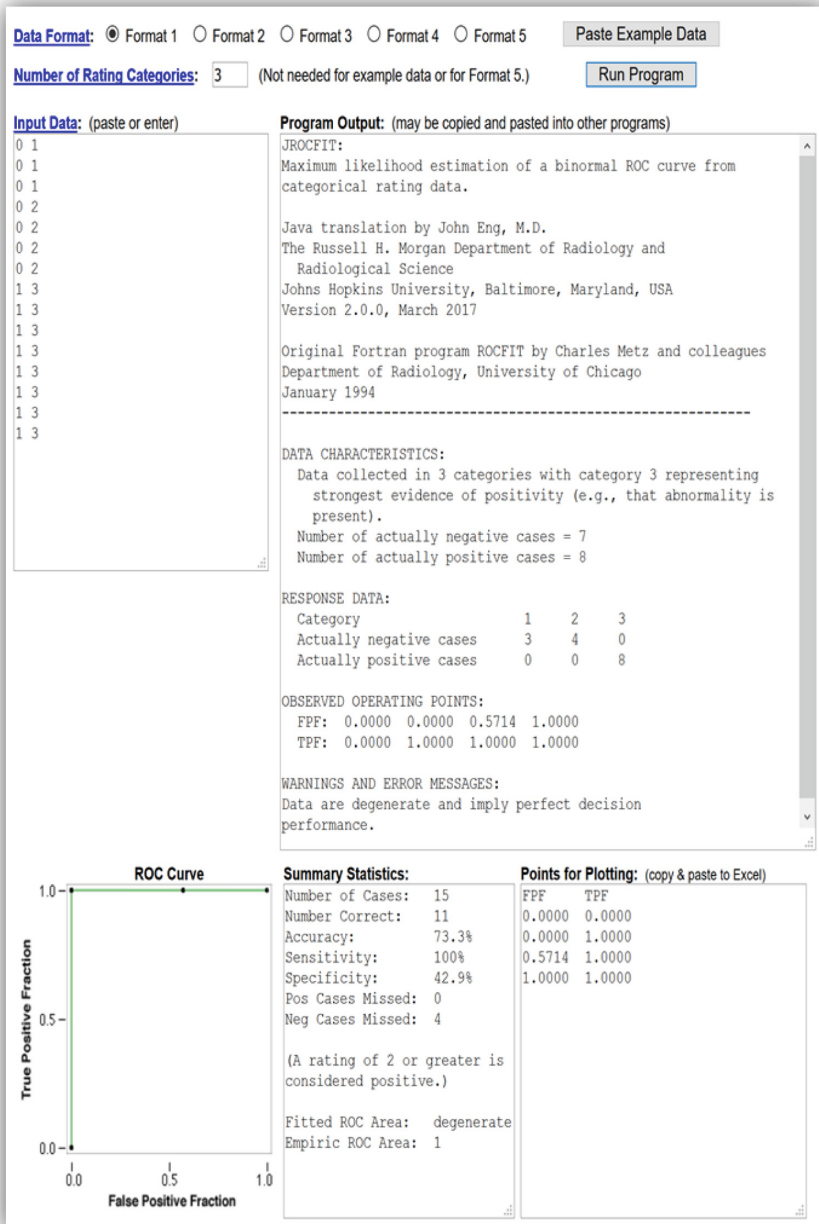 Data Format: Format 1 Format 2 Format 3 Format 4 Format 5 Paste Example Data
Number of Rating Categories: 3 (Not needed for example data or for Format 5.) Run Program
Input Data: (paste or enter)
0 1
0 1
0 1
0 2
0 2
0 2
0 2
1 3
1 3
1 3
1 3
1 3
1 3
1 3
1 3
Program Output: (may be copied and pasted into other programs)
JROCFIT:
Maximum likelihood estimation of a binormal ROC curve from
categorical rating data.
Java translation by John Eng, M.D.
The Russell H. Morgan Department of Radiology and
Radiological Science
Johns Hopkins University, Baltimore, Maryland, USA
Version 2.0.0, March 2017
Original Fortran program ROCFIT by Charles Metz and colleagues
Department of Radiology, University of Chicago
January 1994
------------------------------------------------------------
DATA CHARACTERISTICS:
Data collected in 3 categories with category 3 representing
strongest evidence of positivity (e.g., that abnormality is
present).
Number of actually negative cases = 7
Number of actually positive cases = 8
RESPONSE DATA:
Category 1 2 3
Actually negative cases 3 4 0
Actually positive cases 0 0 8
OBSERVED OPERATING POINTS:
FPF: 0.0000 0.0000 0.5714 1.0000
TPF: 0.0000 1.0000 1.0000 1.0000
WARNINGS AND ERROR MESSAGES:
Data are degenerate and imply perfect decision
performance.
ROC Curve
True Positive Fraction
1.0
0.5
0.0
0.0 0.5 1.0
False Positive Fraction
Summary Statistics:
Number of Cases: 15
Number Correct: 11
Accuracy: 73.3%
Sensitivity: 100%
Specificity: 42.9%
Pos Cases Missed: 0
Neg Cases Missed: 4
(A rating of 2 or greater is
considered positive.)
Fitted ROC Area: degenerate
Empiric ROC Area: 1
Points for Plotting: (copy & paste to Excel)
FPF TPF
0.0000 0.0000
0.0000 1.0000
0.5714 1.0000
1.0000 1.0000